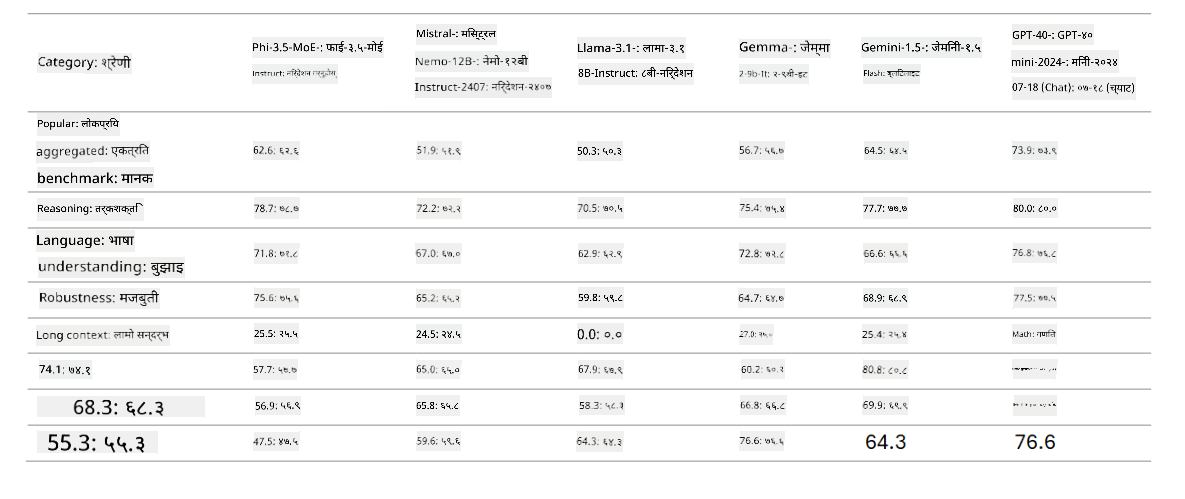 Category: श्रेणी
Phi-3.5-MoE-: फाई-३.५-मोई
Instruct: नरि्देशन गरनुहोस्
Mistral-: मसि्ट्रल
Nemo-12B-: नेमो-१२बी
Instruct-2407: नरि्देशन-२४०७
Llama-3.1-: लामा-३.१
8B-Instruct: ८बी-नरि्देशन
Gemma-: जेम्मा
2-9b-It: २-९बी-इट
Gemini-1.5-: जेमनिी-१.५
Flash:
GPT-40-: GPT-४०
mini-2024-: मनिी-२०२४
07-18 (Chat): ०७-१८ (च्याट)
Popular: लोकप्रयि
aggregated: एकत्रति
benchmark: मानक
62.6: ६२.६
51.9: ५१.९
50.3: ५०.३
56.7: ५६.७
64.5: ६४.५
73.9: ७३.९
Reasoning: तर्कशक्ति
78.7: ७८.७
72.2: ७२.२
70.5: ७०.५
75.4: ७५.४
77.7: ७७.७
80.0: ८०.०
Language: भाषा
understanding: बुझाइ
71.8: ७१.८
67.0: ६७.०
62.9: ६२.९
72.8: ७२.८
66.6: ६६.६
76.8: ७६.८
Robustness: मजबुती
75.6: ७५.६
65.2: ६५.२
59.8: ५९.८
64.7: ६४.७
68.9: ६८.९
77.5: ७७.५
Long context: लामो सन्दर्भ
25.5: २५.५
24.5: २४.५
0.0: ०.०
27.0:
25.4: २५.४
Math: गणति
74.1: ७४.१
57.7: ५७.७
65.0: ६५.०
67.9: ६७.९
60.2: ६०.२
80.8: ८०.८
68.3: ६८.३
56.9: ५६.९
65.8: ६५.८
58.3: ५८.३
66.8: ६६.८
69.9: ६९.९
55.3: ५५.३
47.5: ४७.५
59.6: ५९.६
64.3: ६४.३
76.6: ७६.६
64.3
76.6